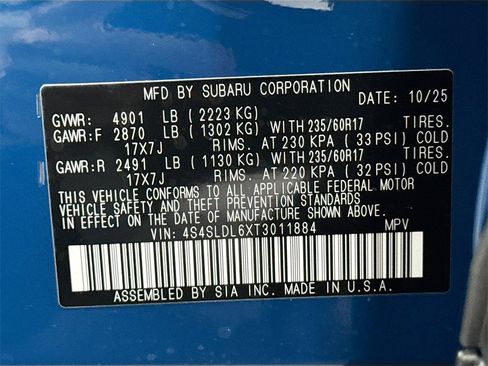 MFD BY SUBARU CORPORATION
DATE: 10/25
GVWR: 4901 LB (2223 KG)
GAWR:F 2870 LB (1302 KG) WITH 235/60R17 TIRES.
17X7J RIMS. AT 230 KPA (33 PSI) COLD
GAWR:R 2491 LB (1130 KG) WITH 235/60R17 TIRES.
17X7J RIMS. AT 220 KPA (32 PSI) COLD
THIS VEHICLE CONFORMS TO ALL APPLICABLE FEDERAL MOTOR
VEHICLE SAFETY AND THEFT PREVENTION STANDARDS
IN EFFECT ON THE DATE OF MANUFACTURE SHOWN ABOVE.
VIN: 4S4SLDL6XT3011884 MPV
ASSEMBLED BY SIA INC. MADE IN U.S.A.